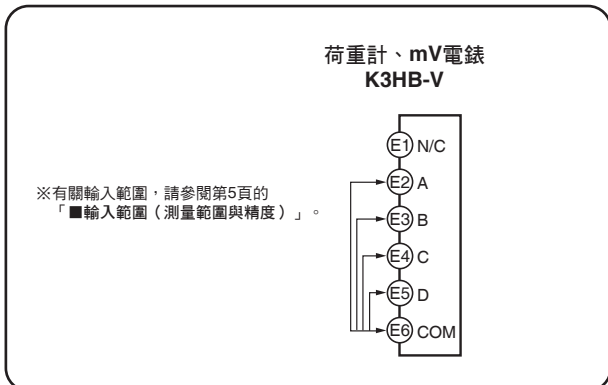 荷重計、mV電錶
K3HB-V
E1 N/C
※有關輸入範圍，請參閱第5頁的
「■輸入範圍（測量範圍與精度）」。
E2 A
E3 B
E4 C
E5 D
E6 COM